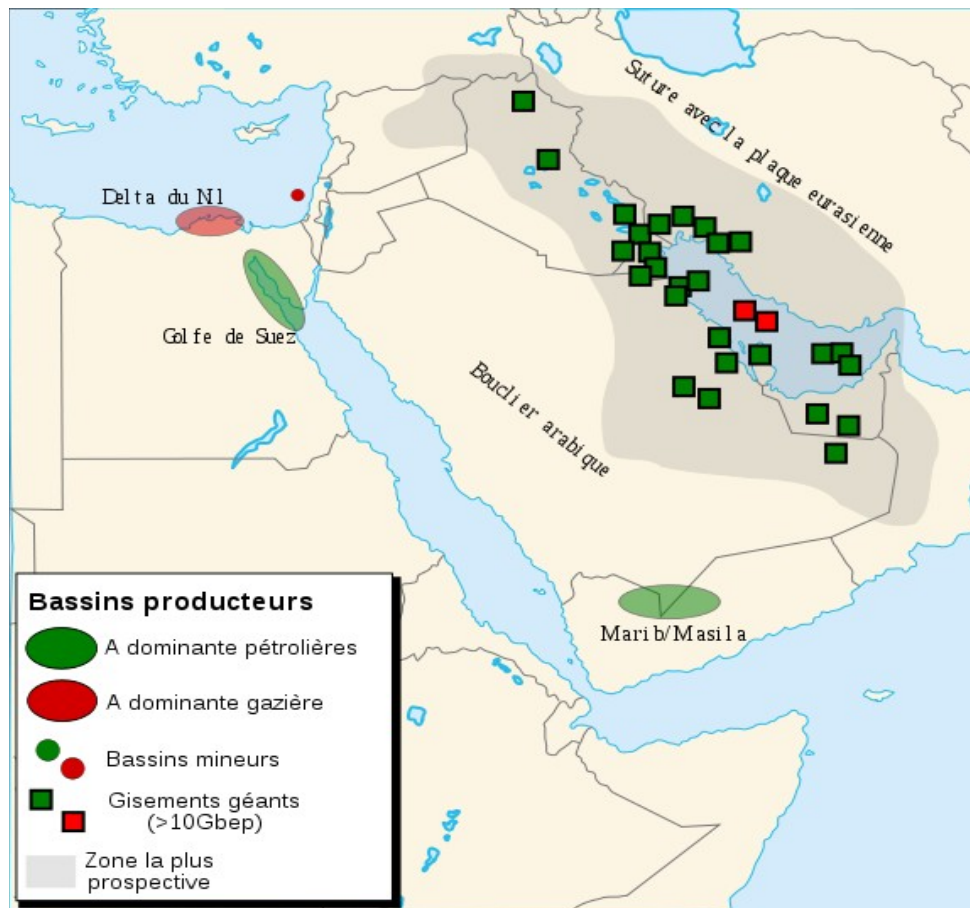 Suture avec la plaque eurasienne
Delta du Nil
Golfe de Suez
Bouclier arabique
Marib/Masila
Bassins producteurs
A dominante pétrolières
A dominante gazière
Bassins mineurs
Gisements géants
(>10Gbep)
Zone la plus
prospective